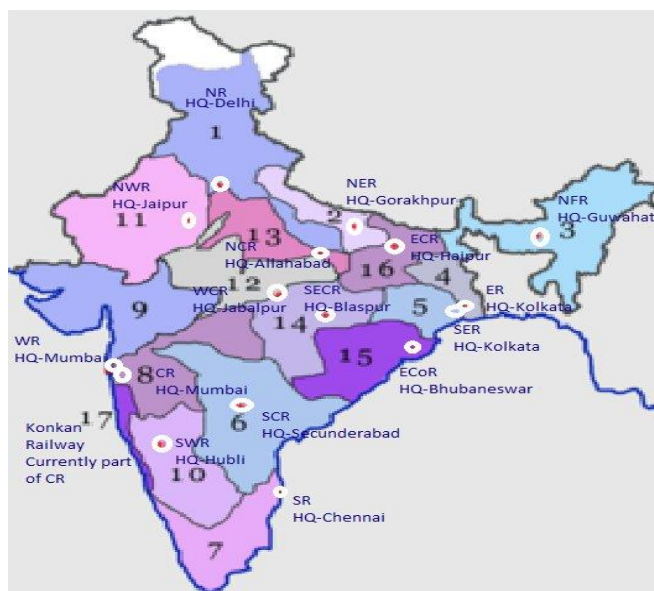 NR
HQ-Delhi
1
NWR
HQ-Jaipur
11
NER
HQ-Gorakhpur
2
NFR
HQ-Guwahat
3
13
NCR
HQ-Allahabad
ECR
HQ-Haipur
16
4
12
WCR
HQ-Jabalpur
SECR
HQ-Blaspur
14
ER
HQ-Kolkata
5
SER
HQ-Kolkata
9
WR
HQ-Mumbai
8
CR
HQ-Mumbai
15
ECoR
HQ-Bhubaneswar
17
Konkan
Railway
Currently part
of CR
6
SCR
HQ-Secunderabad
SWR
HQ-Hubli
10
SR
HQ-Chennai
7